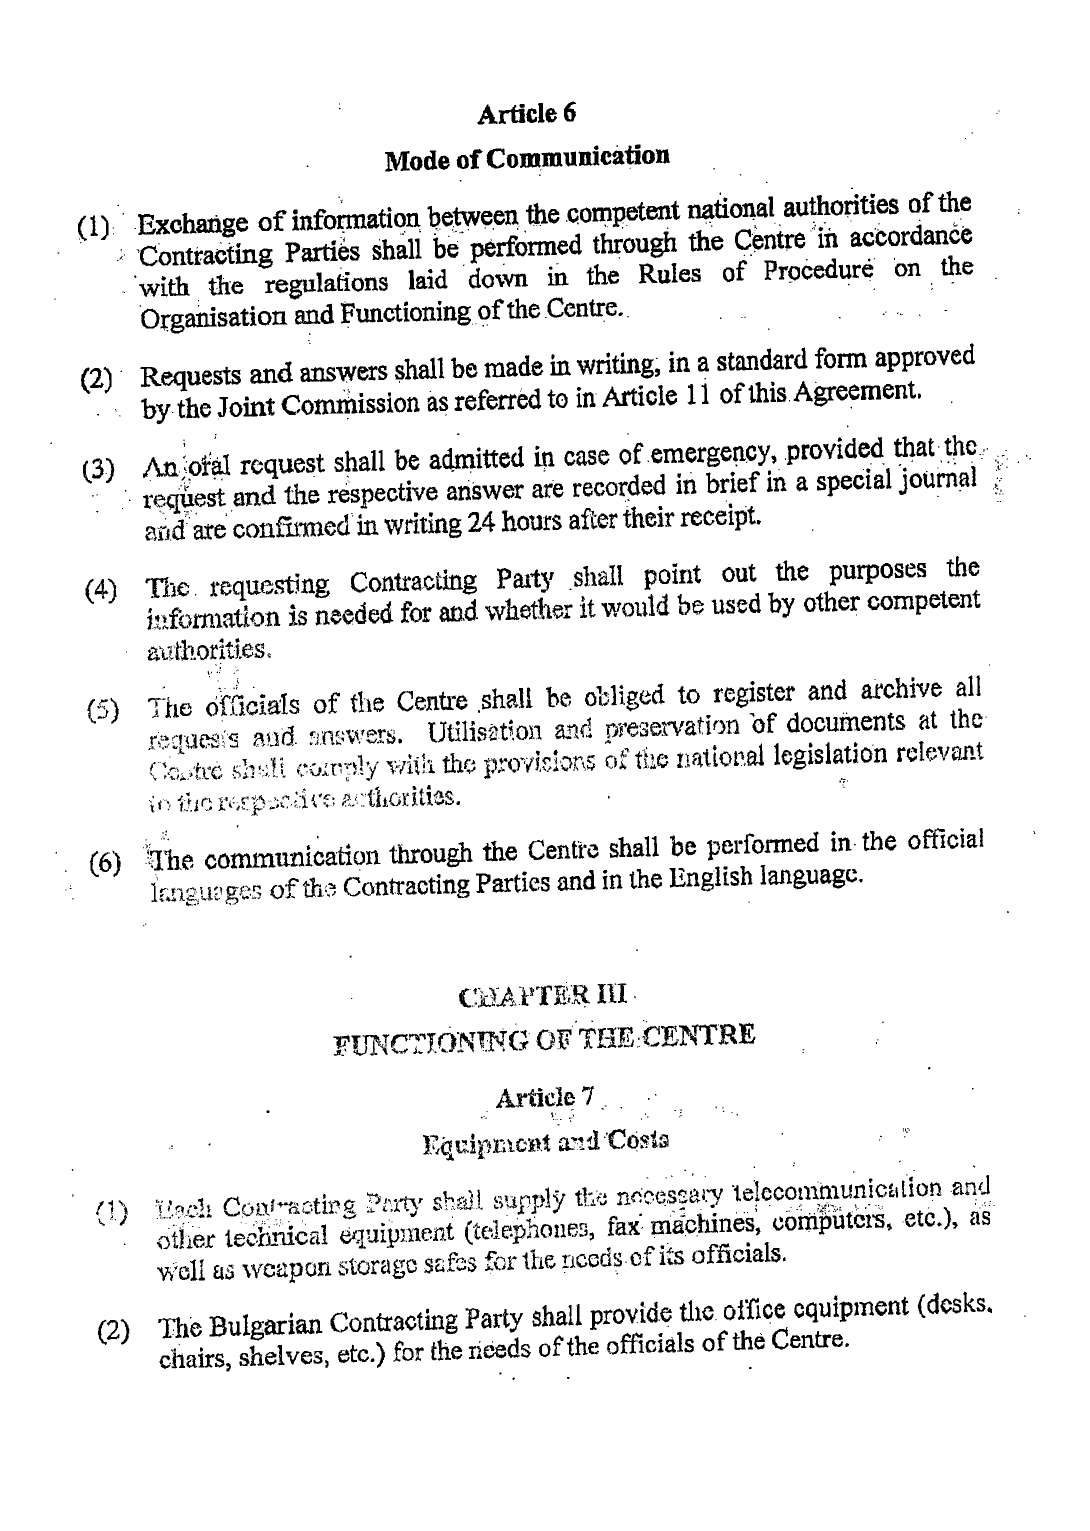 Article 6
Mode of Communication
(1) Exchange of information between the competent national authorities of the
Contracting Parties shall be performed through the Centre in accordance
with the regulations laid down in the Rules of Procedure on the
Organisation and Functioning of the Centre.
(2) Requests and answers shall be made in writing, in a standard form approved
by the Joint Commission as referred to in Article 11 of this Agreement.
(3) An oral request shall be admitted in case of emergency, provided that the
request and the respective answer are recorded in brief in a special journal
and are confirmed in writing 24 hours after their receipt.
(4) The requesting Contracting Party shall point out the purposes the
information is needed for and whether it would be used by other competent
authorities.
(5) The officials of the Centre shall be obliged to register and archive all
requests and answers. Utilisation and preservation of documents at the
Centre shall comply with the provisions of the national legislation relevant
to the respective authorities.
(6) The communication through the Centre shall be performed in the official
languages of the Contracting Parties and in the English language.
CHAPTER III
FUNCTIONING OF THE CENTRE
Article 7
Equipment and Costs
(1) Each Contracting Party shall supply the necessary telecommunication and
other technical equipment (telephones, fax machines, computers, etc.), as
well as weapon storage safes for the needs of its officials.
(2) The Bulgarian Contracting Party shall provide the office equipment (desks,
chairs, shelves, etc.) for the needs of the officials of the Centre.